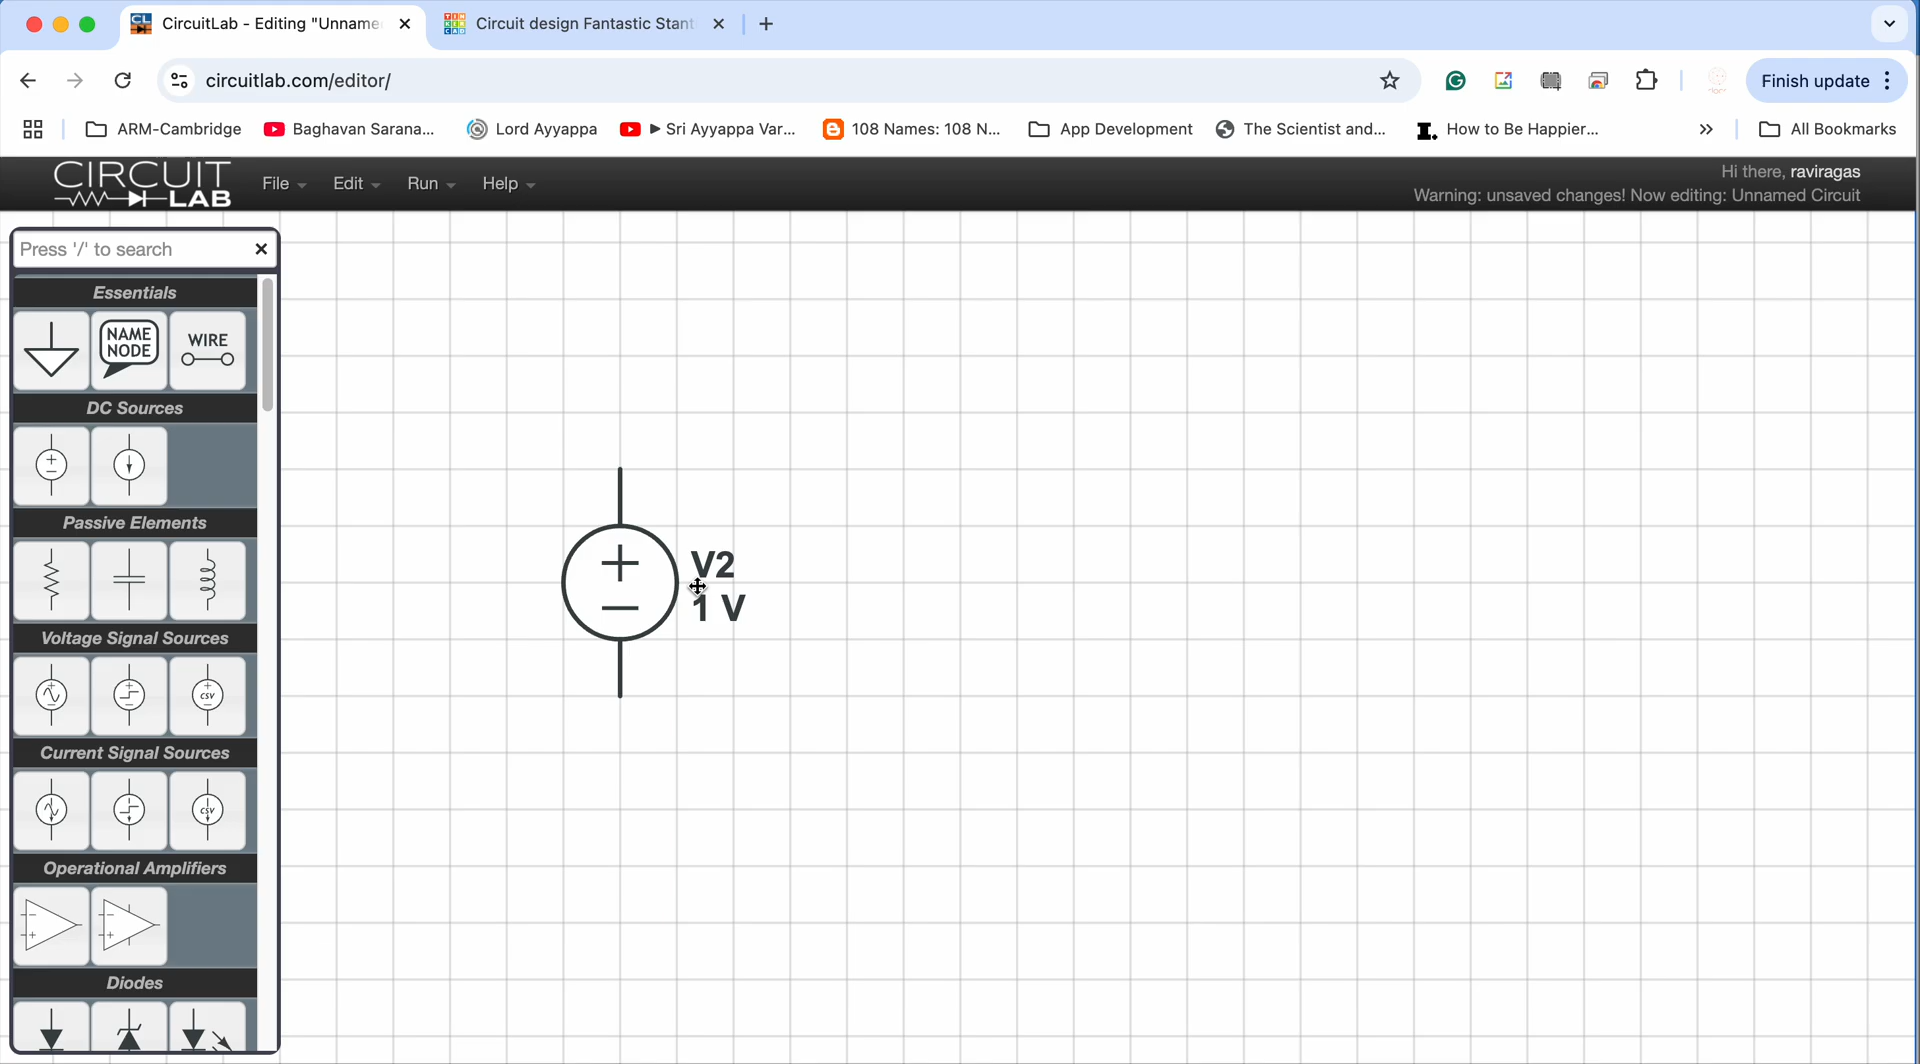 CircuitLab - Editing "Unname
Circuit design Fantastic Stant
circuitlab.com/editor/
Finish update
ARM-Cambridge
Baghavan Sarana...
Lord Ayyappa
► Sri Ayyappa Var...
108 Names: 108 N...
App Development
The Scientist and...
How to Be Happier...
»
All Bookmarks
CIRCUIT
LAB
File
Edit
Run
Help
Hi there, raviragas
Warning: unsaved changes! Now editing: Unnamed Circuit
Press '/' to search
Essentials
NAME
NODE
WIRE
DC Sources
Passive Elements
Voltage Signal Sources
csv
Current Signal Sources
csv
Operational Amplifiers
Diodes
V2
1 V